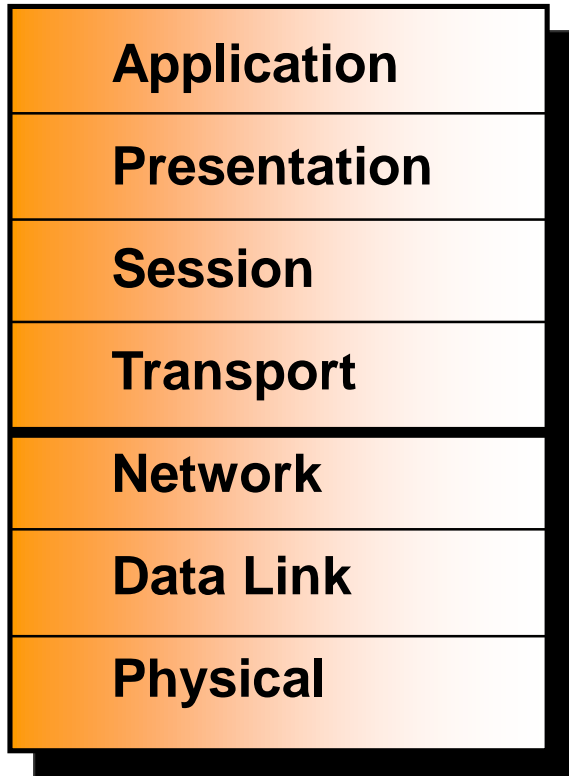 Application
Presentation
Session
Transport
Network
Data Link
Physical